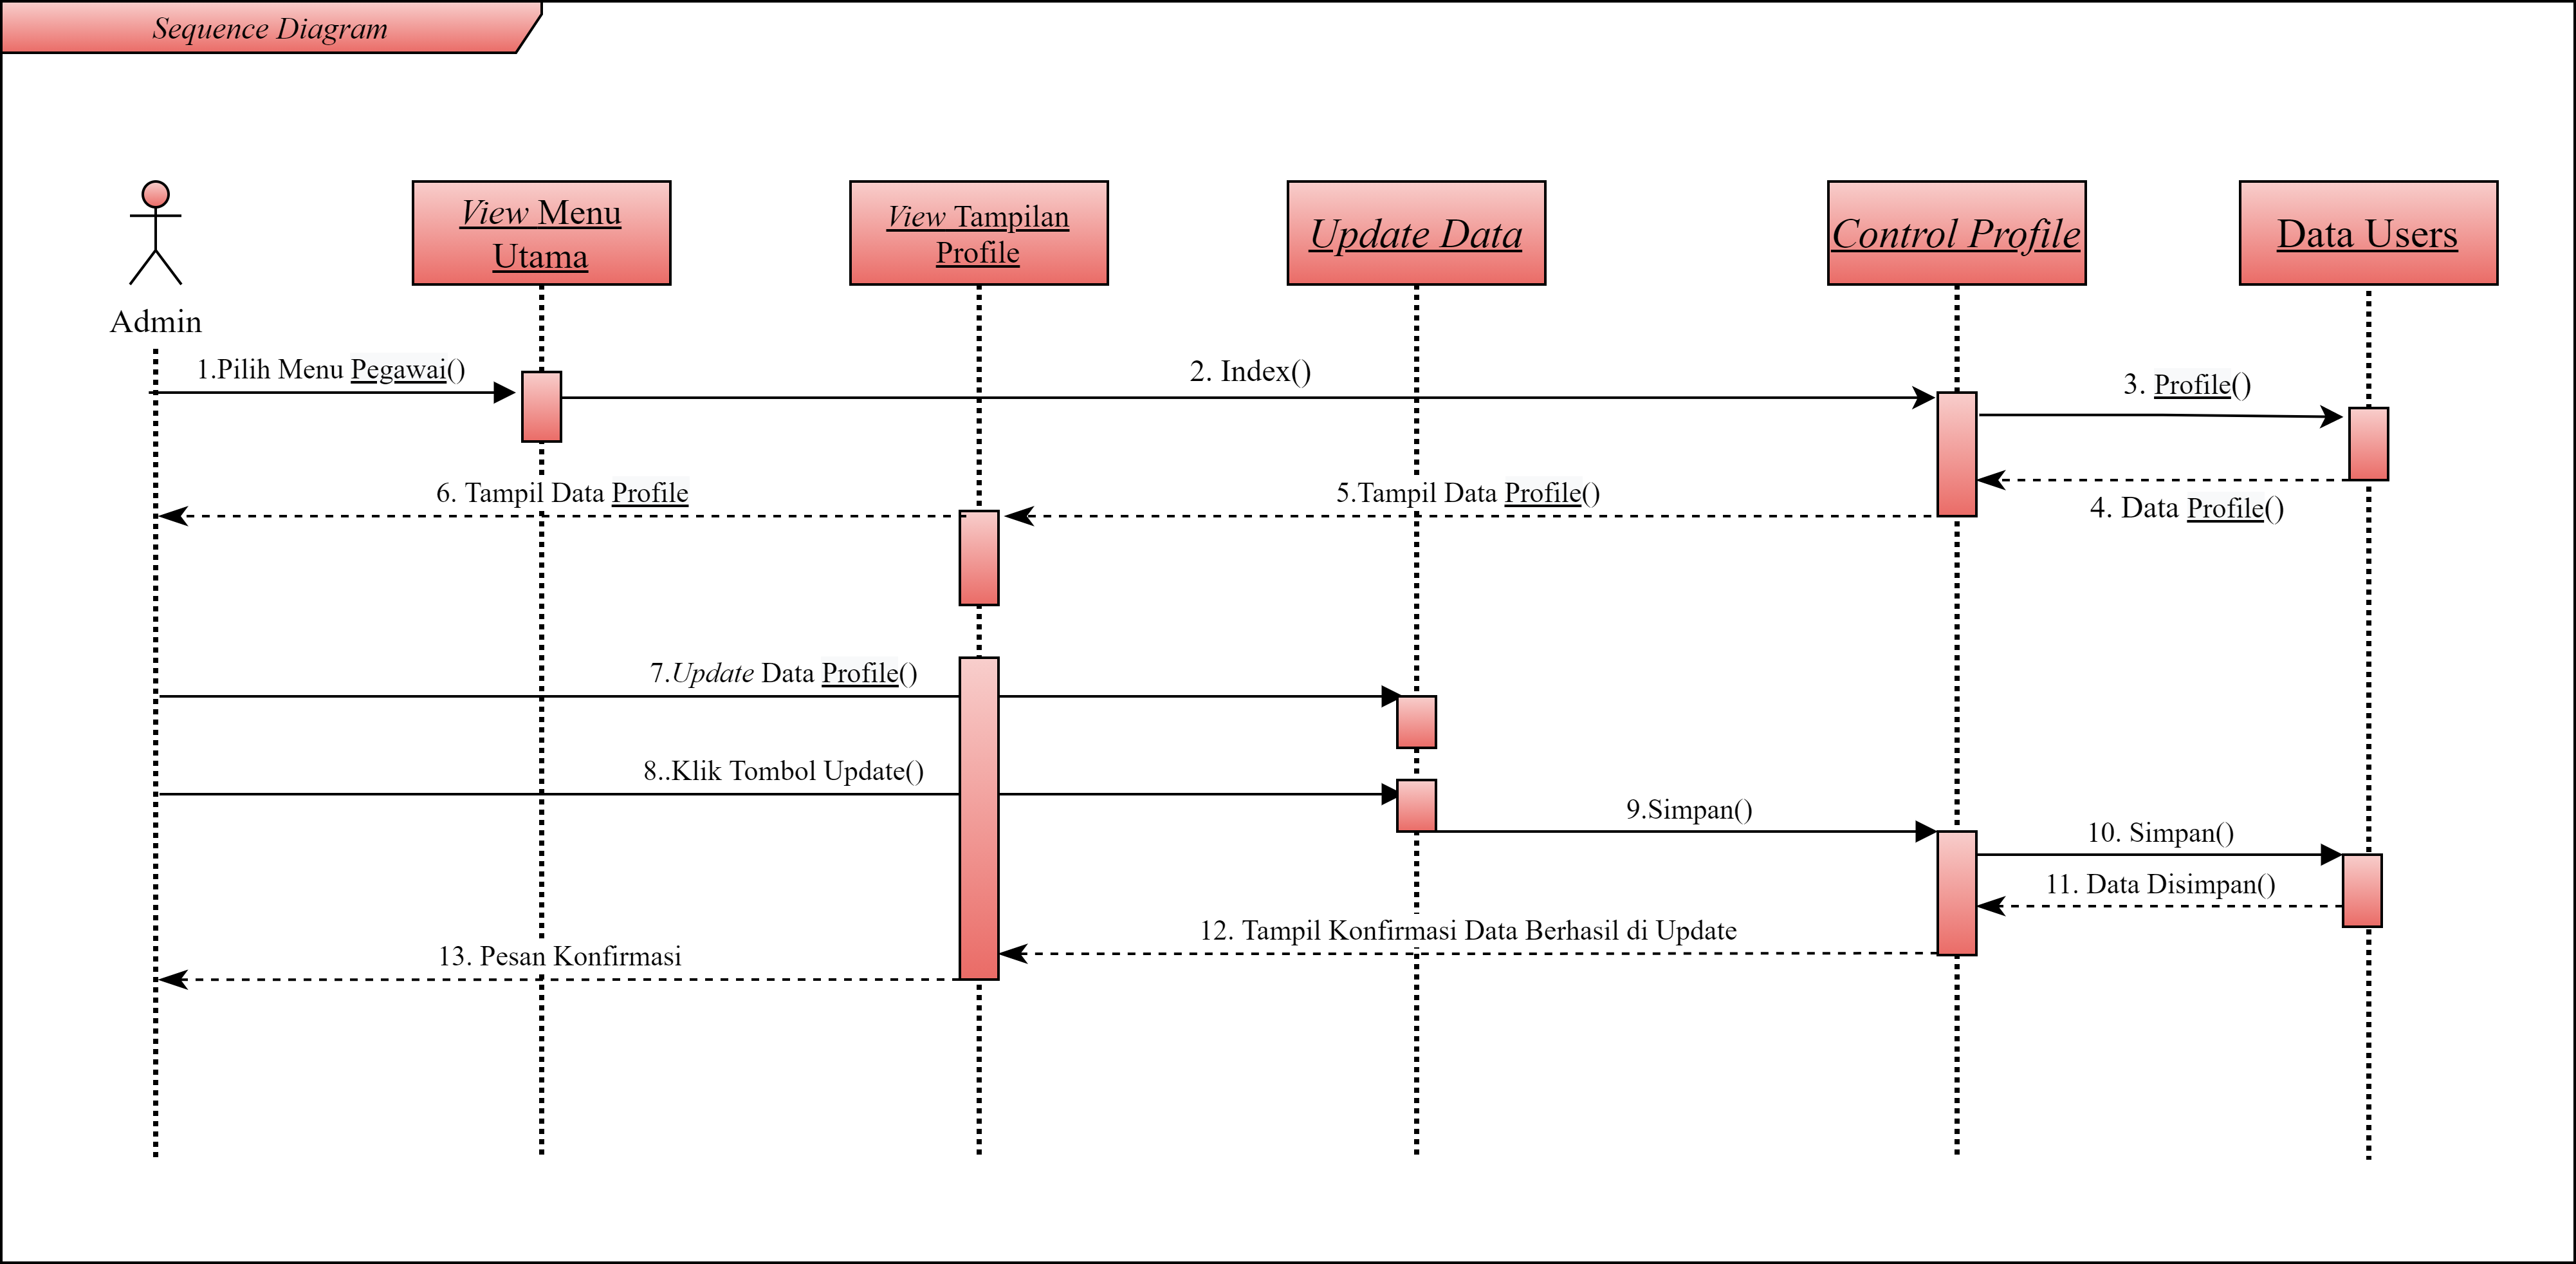 Sequence Diagram
View Menu
Utama
View Tampilan
Profile
Update Data
Control Profile
Data Users
Admin
1.Pilih Menu Pegawai()
2. Index()
3. Profile()
4. Data Profile()
5.Tampil Data Profile()
6. Tampil Data Profile
7.Update Data Profile()
8..Klik Tombol Update()
9.Simpan()
10. Simpan()
11. Data Disimpan()
12. Tampil Konfirmasi Data Berhasil di Update
13. Pesan Konfirmasi